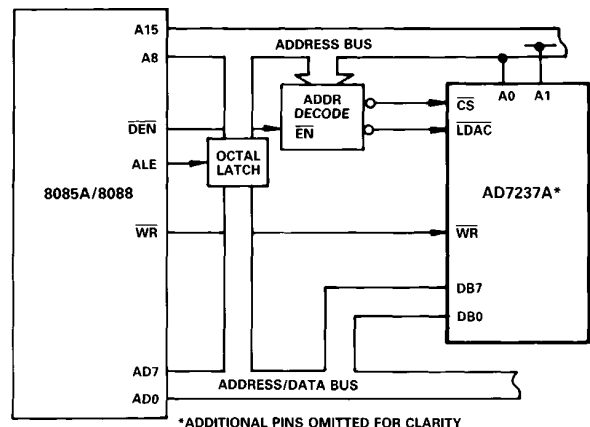 A15
ADDRESS BUS
A8
ADDR
DECODE
EN
A0 A1
CS
DEN
LDAC
ALE
OCTAL
LATCH
8085A/8088
AD7237A*
WR
WR
DB7
DB0
AD7
ADDRESS/DATA BUS
AD0
*ADDITIONAL PINS OMITTED FOR CLARITY